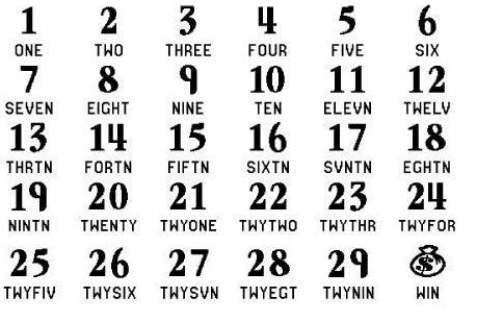 1 2 3 4 5 6
ONE TWO THREE FOUR FIVE SIX
7 8 9 10 11 12
SEVEN EIGHT NINE TEN ELEVN TWELV
13 14 15 16 17 18
THRTN FORTN FIFTN SIXTN SVNTN EGHTN
19 20 21 22 23 24
NINTN TWENTY TWYONE TWYTWO TWYTHR TWYFOR
25 26 27 28 29 $
TWYFIV TWYSIX TWYSVN TWYEGT TWYNIN WIN